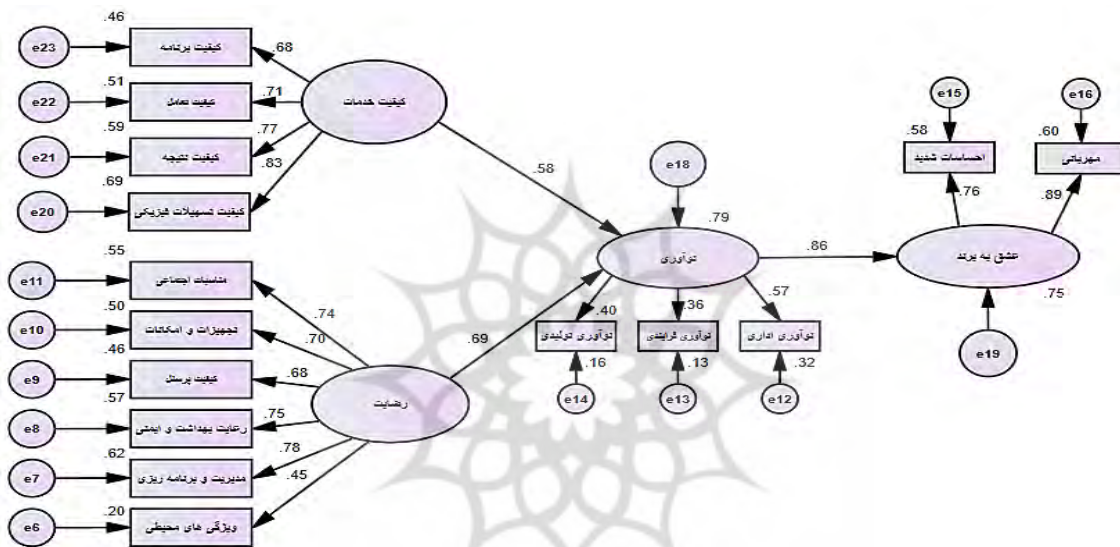 .46
e23
کیفیت برنامه
.68
.51
e22
کیفیت تعامل
.71
.59
e21
کیفیت نتیجه
.77
.69
e20
کیفیت تسهیلات فیزیکی
.83
کیفیت خدمات
.58
.55
e11
مناسبات اجتماعی
.74
.50
e10
تجهیزات و امکانات
.70
.46
e9
کیفیت پرسنل
.68
.57
e8
رعایت بهداشت و ایمنی
.75
.62
e7
مدیریت و برنامه ریزی
.78
.20
e6
ویژگی های محیطی
.45
رضایت
.69
e18
.79
نوآوری
.86
.40
.36
.57
نوآوری تولیدی
نوآوری فرایندی
نوآوری اداری
.16
.13
.32
e14
e13
e12
e15
e16
.58
.60
احساسات شدید
مهربانی
.76
.89
عشق به برند
.75
e19